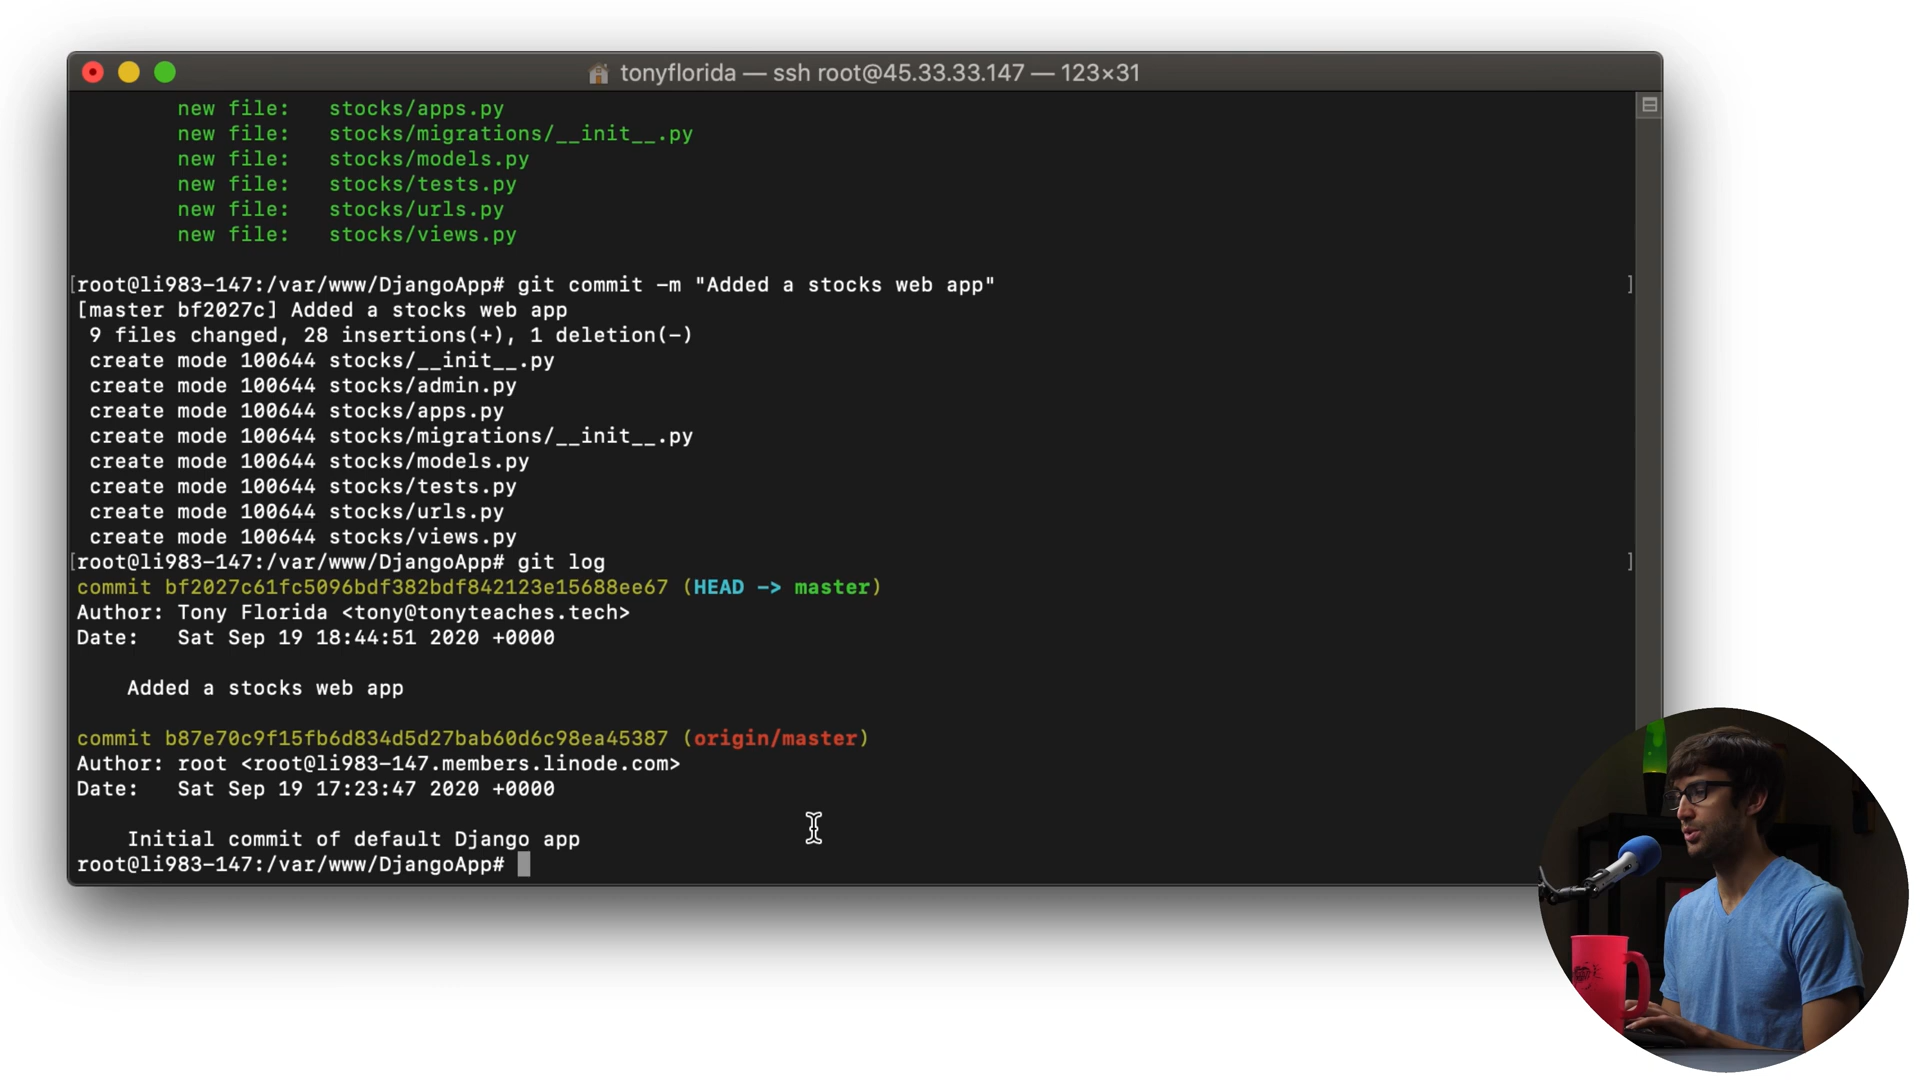 tonyflorida — ssh root@45.33.33.147 — 123×31
new file:   stocks/apps.py
new file:   stocks/migrations/__init__.py
new file:   stocks/models.py
new file:   stocks/tests.py
new file:   stocks/urls.py
new file:   stocks/views.py
[root@li983-147:/var/www/DjangoApp# git commit -m "Added a stocks web app" ]
[master bf2027c] Added a stocks web app
9 files changed, 28 insertions(+), 1 deletion(-)
create mode 100644 stocks/__init__.py
create mode 100644 stocks/admin.py
create mode 100644 stocks/apps.py
create mode 100644 stocks/migrations/__init__.py
create mode 100644 stocks/models.py
create mode 100644 stocks/tests.py
create mode 100644 stocks/urls.py
create mode 100644 stocks/views.py
[root@li983-147:/var/www/DjangoApp# git log ]
commit bf2027c61fc5096bdf382bdf842123e15688ee67 (HEAD -> master)
Author: Tony Florida <tony@tonyteaches.tech>
Date:   Sat Sep 19 18:44:51 2020 +0000
Added a stocks web app
commit b87e70c9f15fb6d834d5d27bab60d6c98ea45387 (origin/master)
Author: root <root@li983-147.members.linode.com>
Date:   Sat Sep 19 17:23:47 2020 +0000
Initial commit of default Django app
root@li983-147:/var/www/DjangoApp#